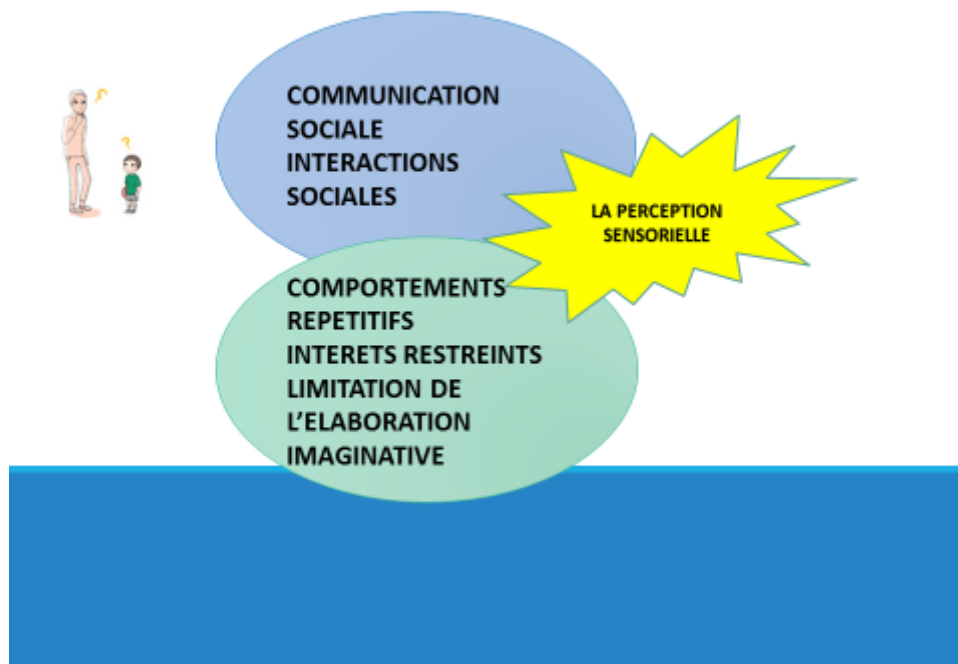 COMMUNICATION
SOCIALE
INTERACTIONS
SOCIALES
LA PERCEPTION
SENSORIELLE
COMPORTEMENTS
REPETITIFS
INTERETS RESTREINTS
LIMITATION DE
L'ELABORATION
IMAGINATIVE